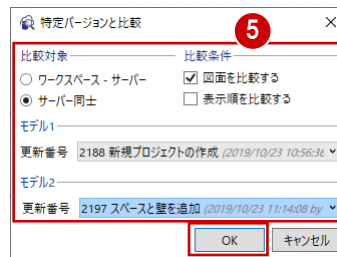 特定バージョンと比較
5
比較対象
比較条件
ワークスペース - サーバー
図面を比較する
サーバー同士
表示順を比較する
モデル1
更新番号 2188 新規プロジェクトの作成 (2019/10/23 10:56:3
モデル2
更新番号 2197 スペースと壁を追加 (2019/10/23 11:14:08 by
OK
キャンセル